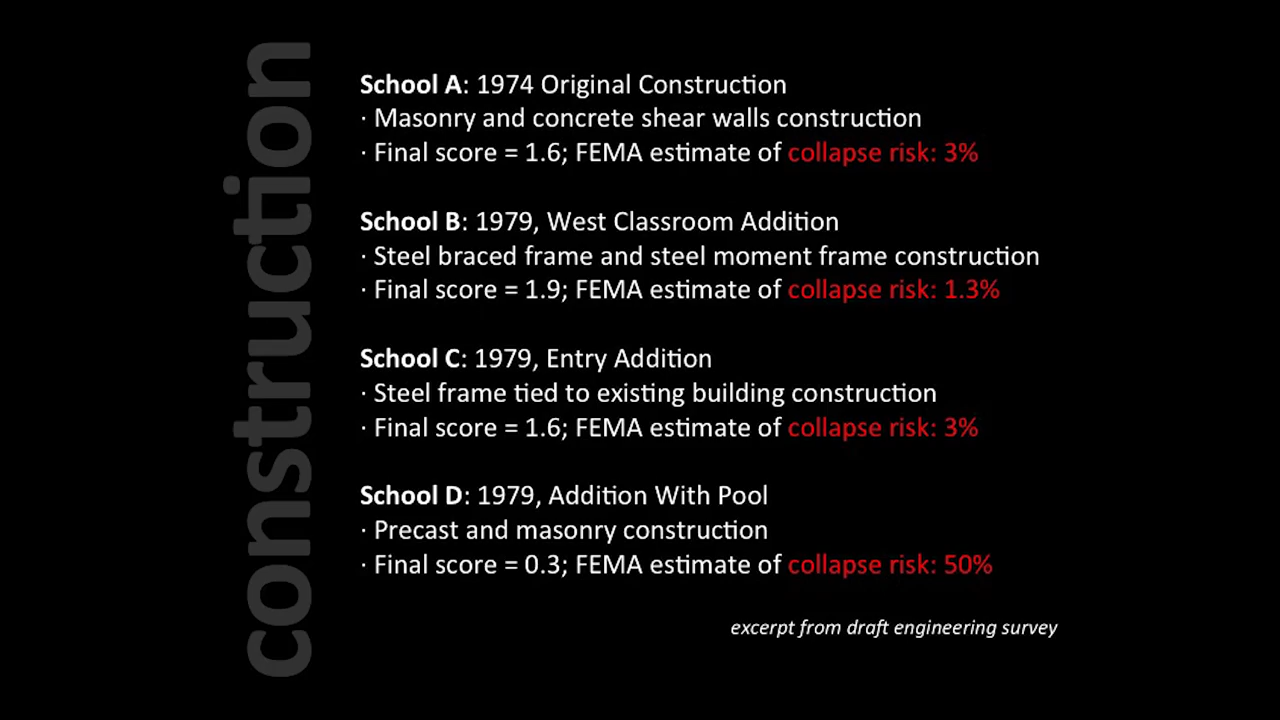 construction
School A: 1974 Original Construction
· Masonry and concrete shear walls construction
· Final score = 1.6; FEMA estimate of collapse risk: 3%
School B: 1979, West Classroom Addition
· Steel braced frame and steel moment frame construction
· Final score = 1.9; FEMA estimate of collapse risk: 1.3%
School C: 1979, Entry Addition
· Steel frame tied to existing building construction
· Final score = 1.6; FEMA estimate of collapse risk: 3%
School D: 1979, Addition With Pool
· Precast and masonry construction
· Final score = 0.3; FEMA estimate of collapse risk: 50%
excerpt from draft engineering survey